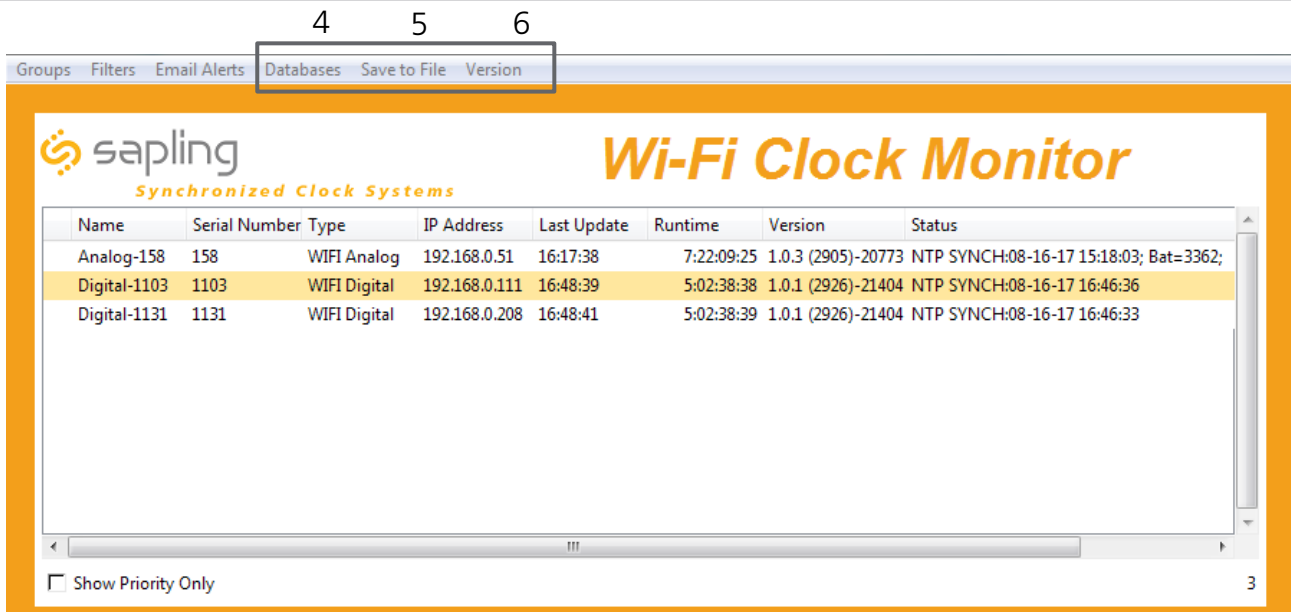 4 5 6
Groups Filters Email Alerts Databases Save to File Version
sapling
Synchronized Clock Systems
Wi-Fi Clock Monitor
Name Serial Number Type IP Address Last Update Runtime Version Status
Analog-158 158 WIFI Analog 192.168.0.51 16:17:38 7:22:09:25 1.0.3 (2905)-20773 NTP SYNCH:08-16-17 15:18:03; Bat=3362;
Digital-1103 1103 WIFI Digital 192.168.0.111 16:48:39 5:02:38:38 1.0.1 (2926)-21404 NTP SYNCH:08-16-17 16:46:36
Digital-1131 1131 WIFI Digital 192.168.0.208 16:48:41 5:02:38:39 1.0.1 (2926)-21404 NTP SYNCH:08-16-17 16:46:33
Show Priority Only 3